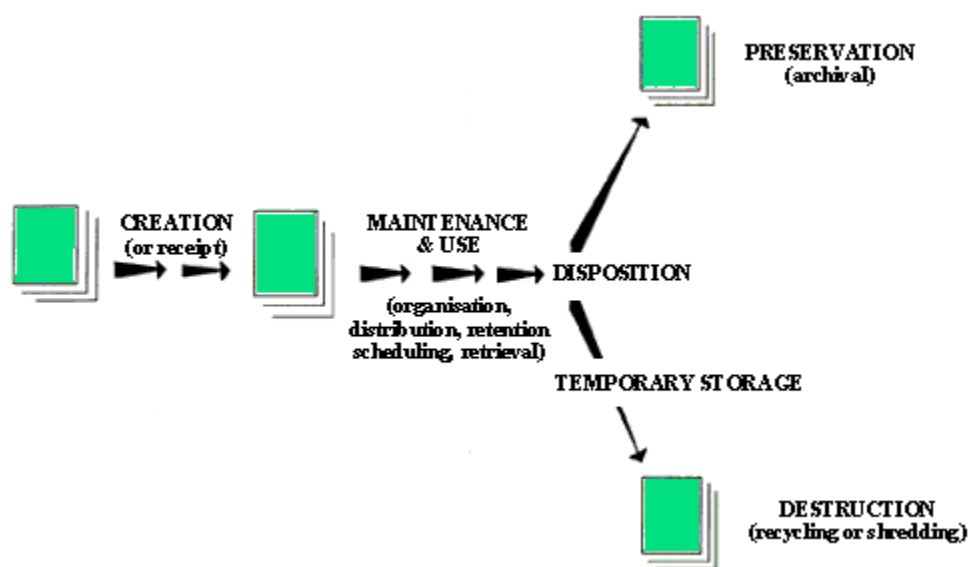 PRESERVATION
(archival)
CREATION
(or receipt)
MAINTENANCE
& USE
(organisation,
distribution, retention
scheduling, retrieval)
DISPOSITION
TEMPORARY STORAGE
DESTRUCTION
(recycling or shredding)